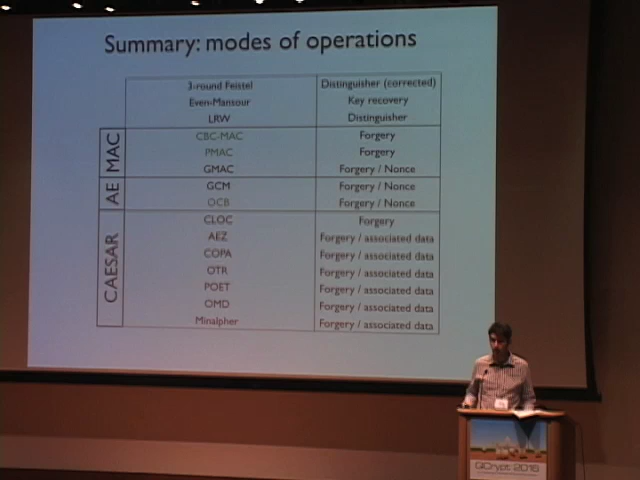 Summary: modes of operations
3-round Feistel Distinguisher (corrected)
Even-Mansour Key recovery
LRW Distinguisher
MAC
CBC-MAC Forgery
PMAC Forgery
GMAC Forgery / Nonce
AE
GCM Forgery / Nonce
OCB Forgery / Nonce
CAESAR
CLOC Forgery
AEZ Forgery / associated data
COPA Forgery / associated data
OTR Forgery / associated data
POET Forgery / associated data
OMD Forgery / associated data
Minalpher Forgery / associated data
QCrypt 2016